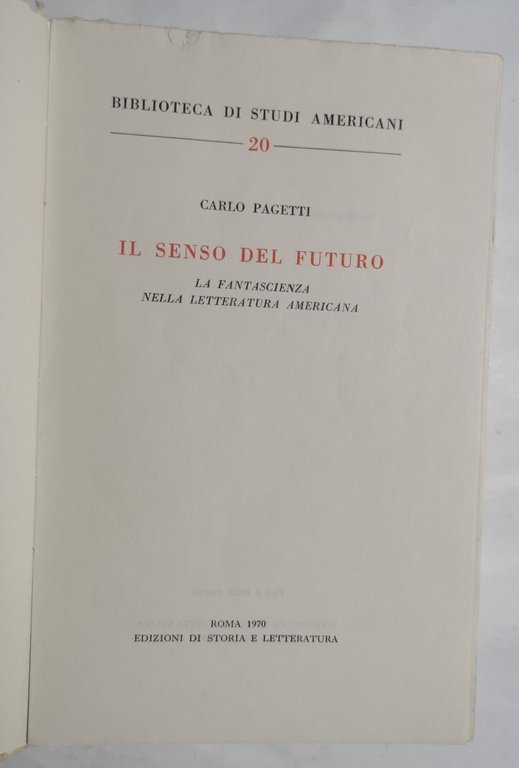 BIBLIOTECA DI STUDI AMERICANI
20
CARLO PAGETTI
IL SENSO DEL FUTURO
LA FANTASCIENZA
NELLA LETTERATURA AMERICANA
ROMA 1970
EDIZIONI DI STORIA E LETTERATURA